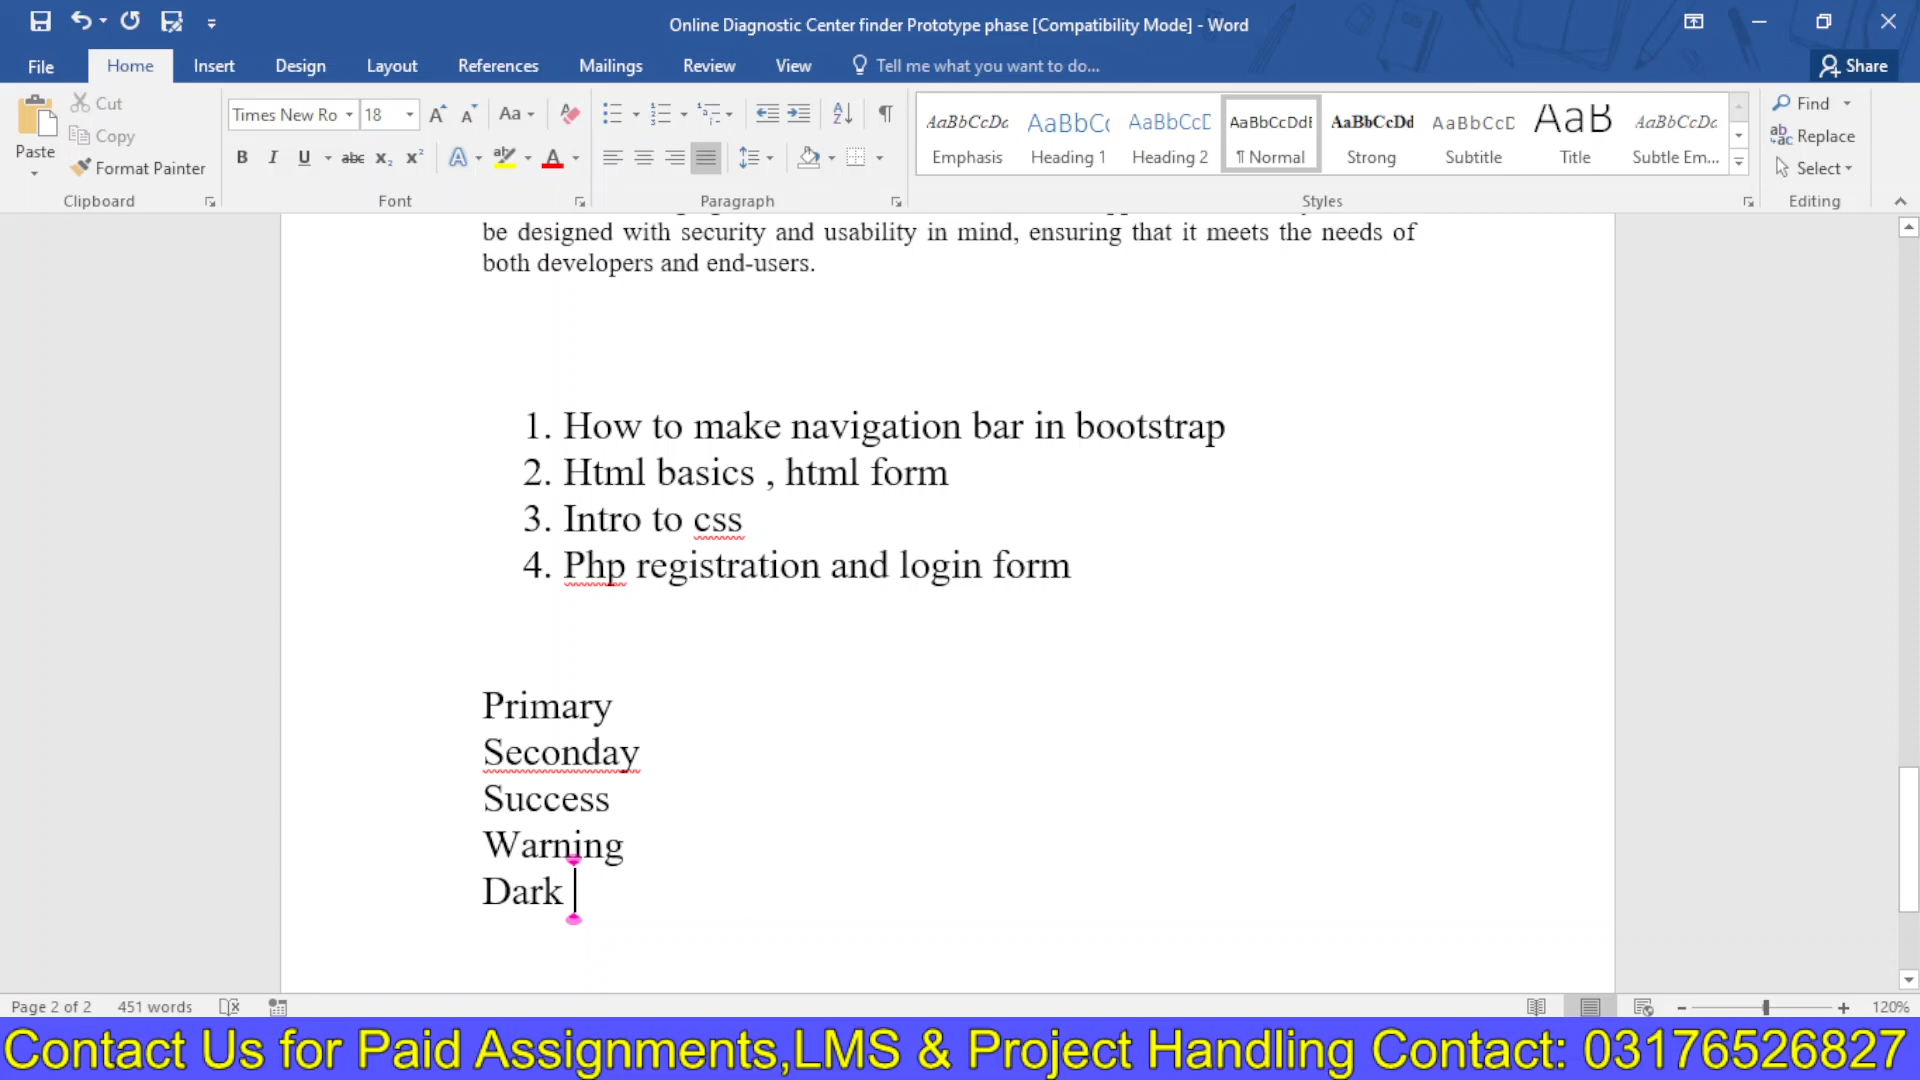 Online Diagnostic Center finder Prototype phase [Compatibility Mode] - Word
File Home Insert Design Layout References Mailings Review View Tell me what you want to do... Share
Paste Cut Copy Format Painter
Clipboard
Times New Ro 18 Aa
B I U abc X₂ X² A A
Font
Paragraph
AaBbCcDc AaBbC AaBbCcD AaBbCcDdE AaBbCcDd AaBbCcD AaB AaBbCcDc
Emphasis Heading 1 Heading 2 ¶ Normal Strong Subtitle Title Subtle Em...
Styles
Find
Replace
Select
Editing
be designed with security and usability in mind, ensuring that it meets the needs of
both developers and end-users.
1. How to make navigation bar in bootstrap
2. Html basics , html form
3. Intro to css
4. Php registration and login form
Primary
Seconday
Success
Warning
Dark
Page 2 of 2 451 words 120%
Contact Us for Paid Assignments,LMS & Project Handling Contact: 03176526827